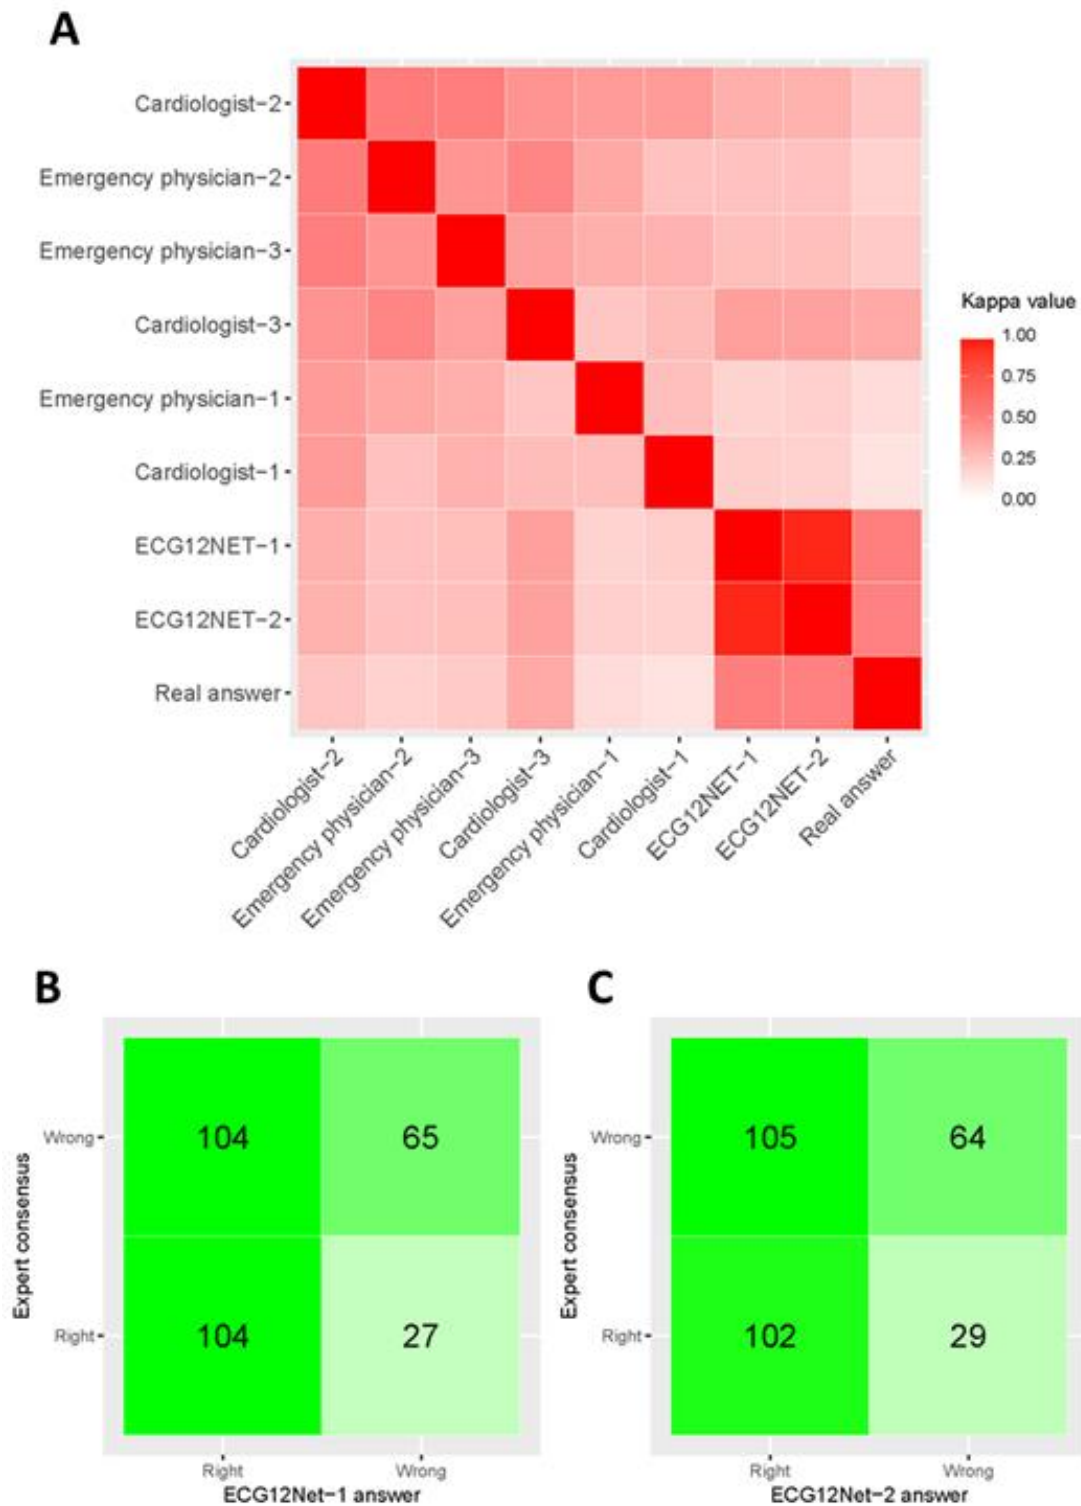 A
Cardiologist−2
Emergency physician−2
Emergency physician−3
Cardiologist−3
Emergency physician−1
Cardiologist−1
ECG12NET−1
ECG12NET−2
Real answer
Kappa value
1.00
0.75
0.50
0.25
0.00
Cardiologist−2
Emergency physician−2
Emergency physician−3
Cardiologist−3
Emergency physician−1
Cardiologist−1
ECG12NET−1
ECG12NET−2
Real answer
B
Expert consensus
Wrong
104
65
Right
104
27
Right
Wrong
ECG12Net−1 answer
C
Expert consensus
Wrong
105
64
Right
102
29
Right
Wrong
ECG12Net−2 answer